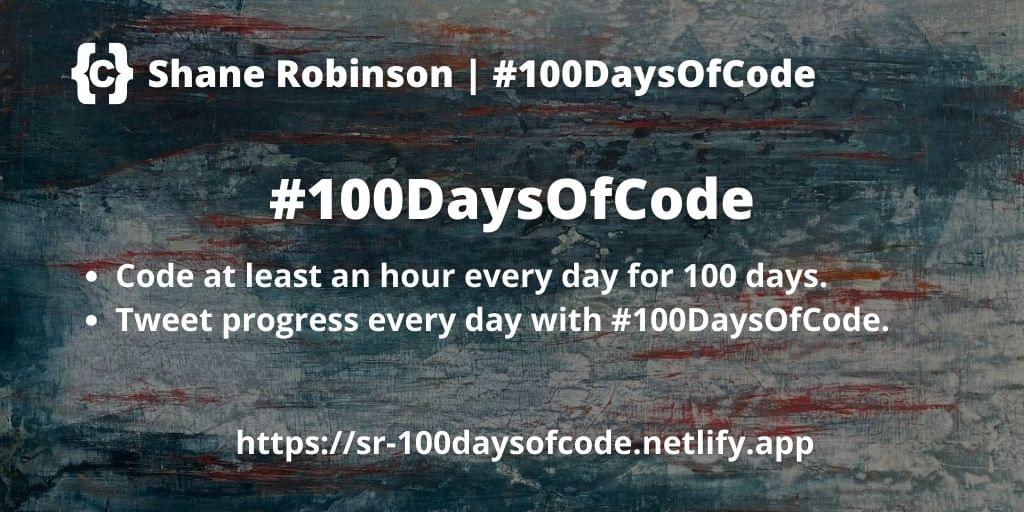 {C} Shane Robinson | #100DaysOfCode
#100DaysOfCode
• Code at least an hour every day for 100 days.
• Tweet progress every day with #100DaysOfCode.
https://sr-100daysofcode.netlify.app